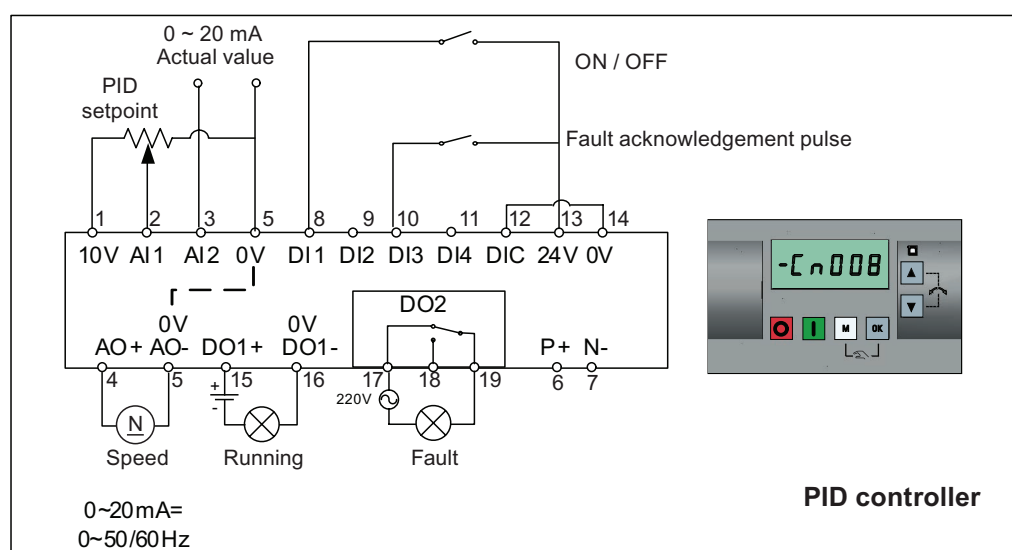 0 ~ 20 mA
Actual value
PID
setpoint
ON / OFF
Fault acknowledgement pulse
1 2 3 5 8 9 10 11 12 13 14
10V AI1 AI2 0V DI1 DI2 DI3 DI4 DIC 24V 0V
-Cn008
DO2
0V 0V
AO+ AO- DO1+ DO1- P+ N-
M OK
4 5 15 16 17 18 19 6 7
+
-
220V
N
Speed Running Fault
PID controller
0~20mA=
0~50/60Hz